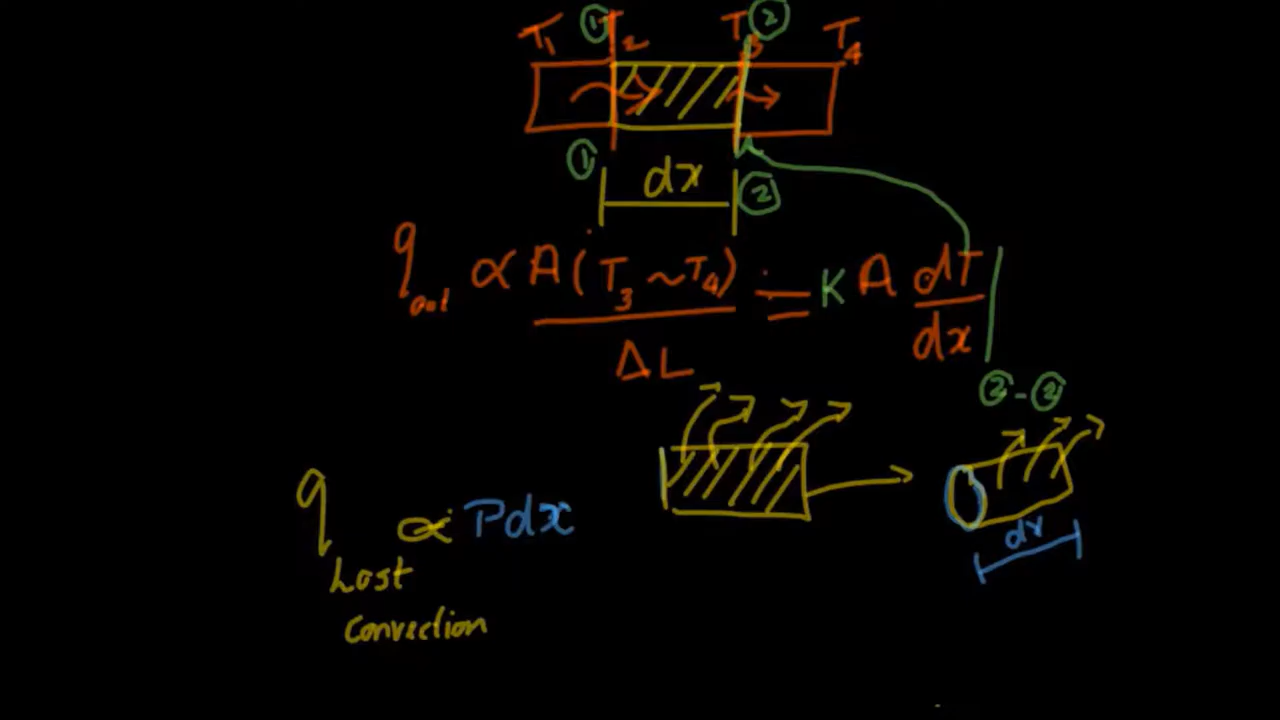 T₁ ① T₂ T₃ ② T₄
① dx ②
q_out ∝ A(T₃ ~ T₄) / ΔL = K A dT/dx |
② - ②
q ∝ Pdx
Lost
Convection
dx